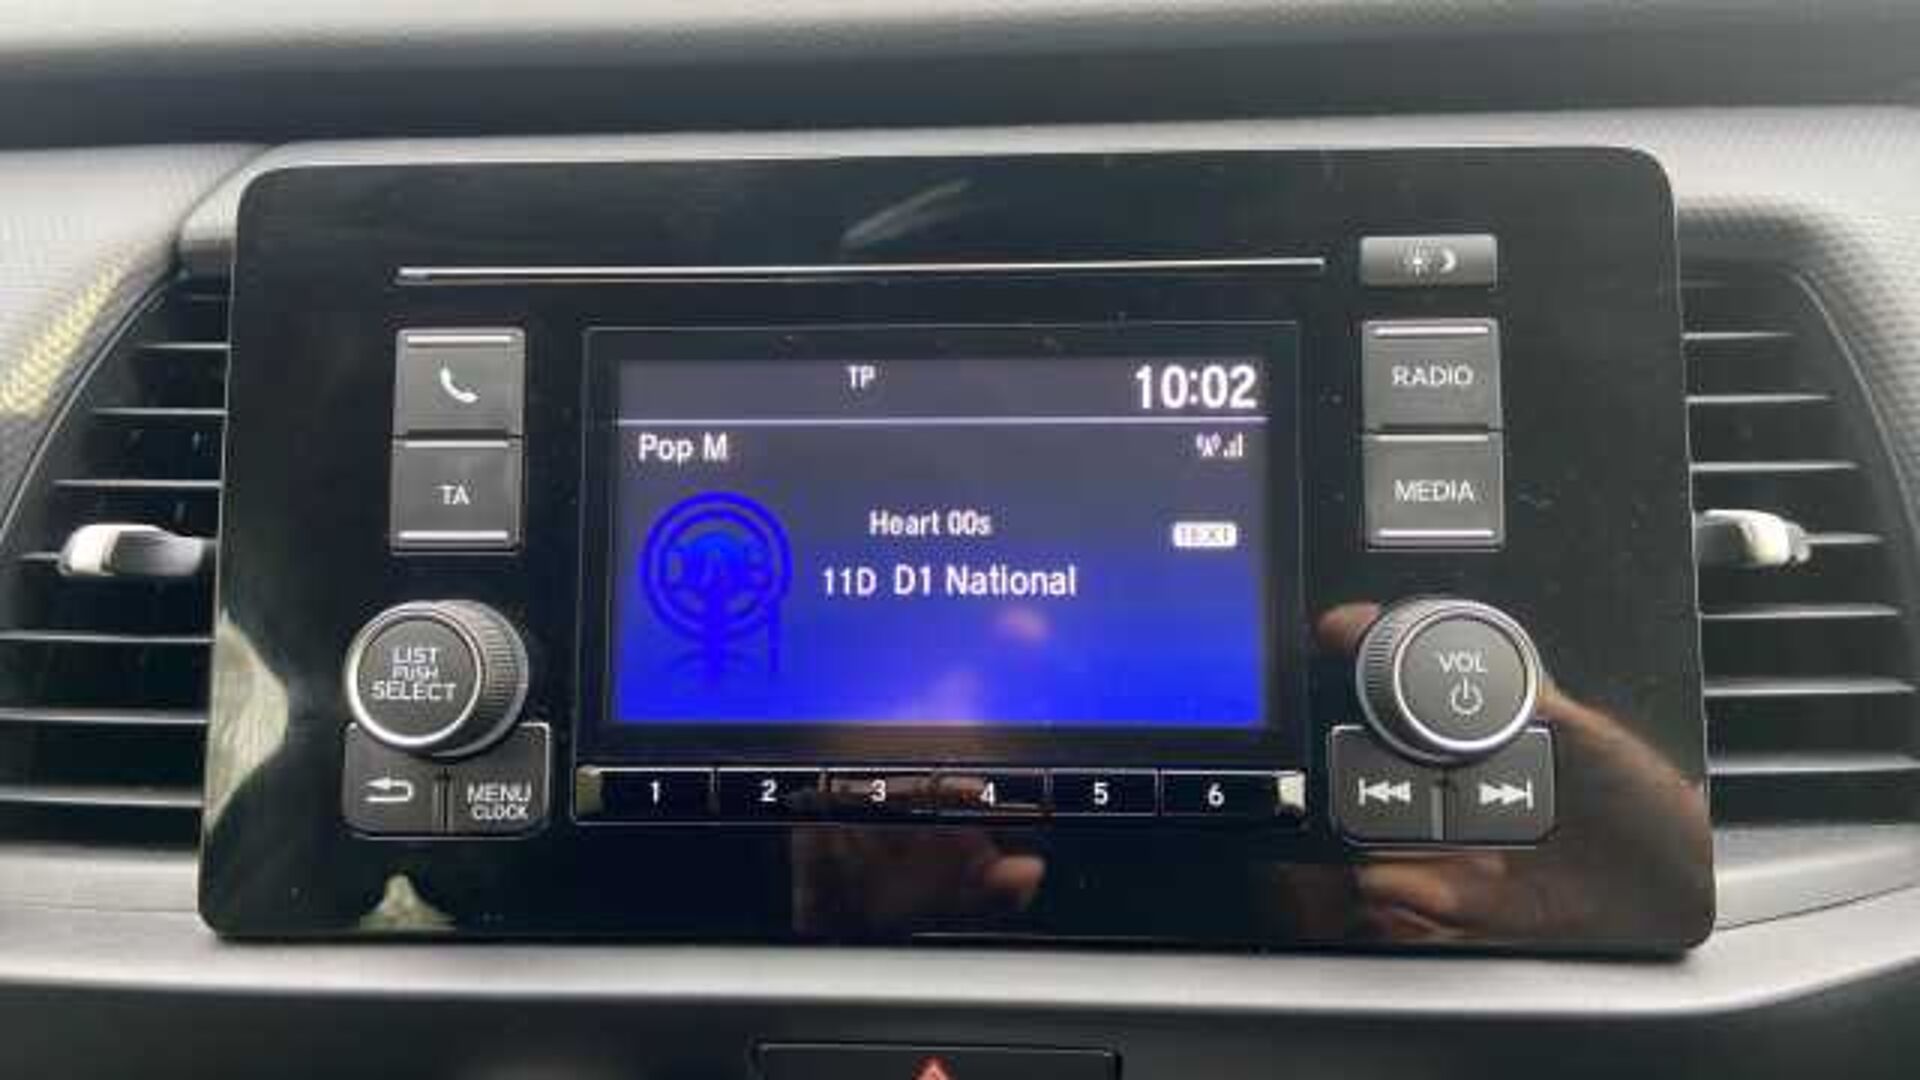 TP
10:02
Pop M
Heart 00s
TEXT
11D D1 National
TA
RADIO
MEDIA
LIST
PUSH
SELECT
VOL
MENU
CLOCK
1 2 3 4 5 6